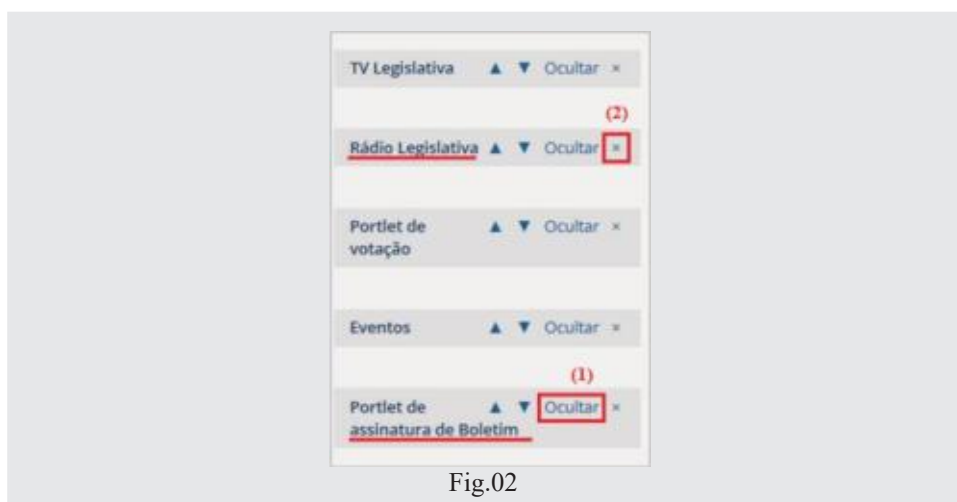 TV Legislativa ▲ ▼ Ocultar ×
(2)
Rádio Legislativa ▲ ▼ Ocultar ×
Portlet de ▲ ▼ Ocultar ×
votação
Eventos ▲ ▼ Ocultar ×
(1)
Portlet de ▲ ▼ Ocultar ×
assinatura de Boletim
Fig.02